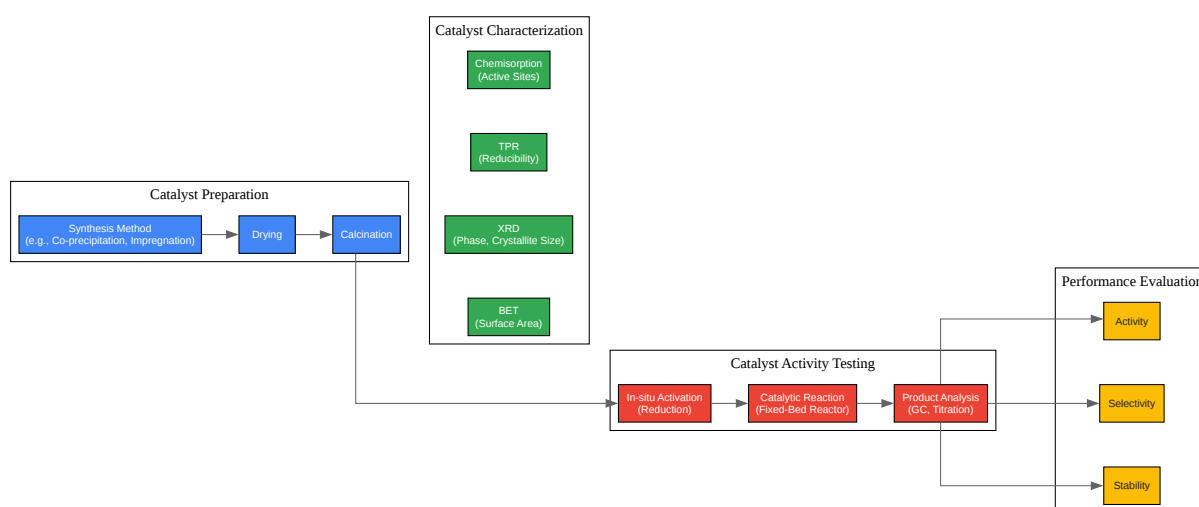 Catalyst Preparation
Synthesis Method
(e.g., Co-precipitation, Impregnation)
Drying
Calcination
Catalyst Characterization
Chemisorption
(Active Sites)
TPR
(Reducibility)
XRD
(Phase, Crystallite Size)
BET
(Surface Area)
Catalyst Activity Testing
In-situ Activation
(Reduction)
Catalytic Reaction
(Fixed-Bed Reactor)
Product Analysis
(GC, Titration)
Performance Evaluation
Activity
Selectivity
Stability